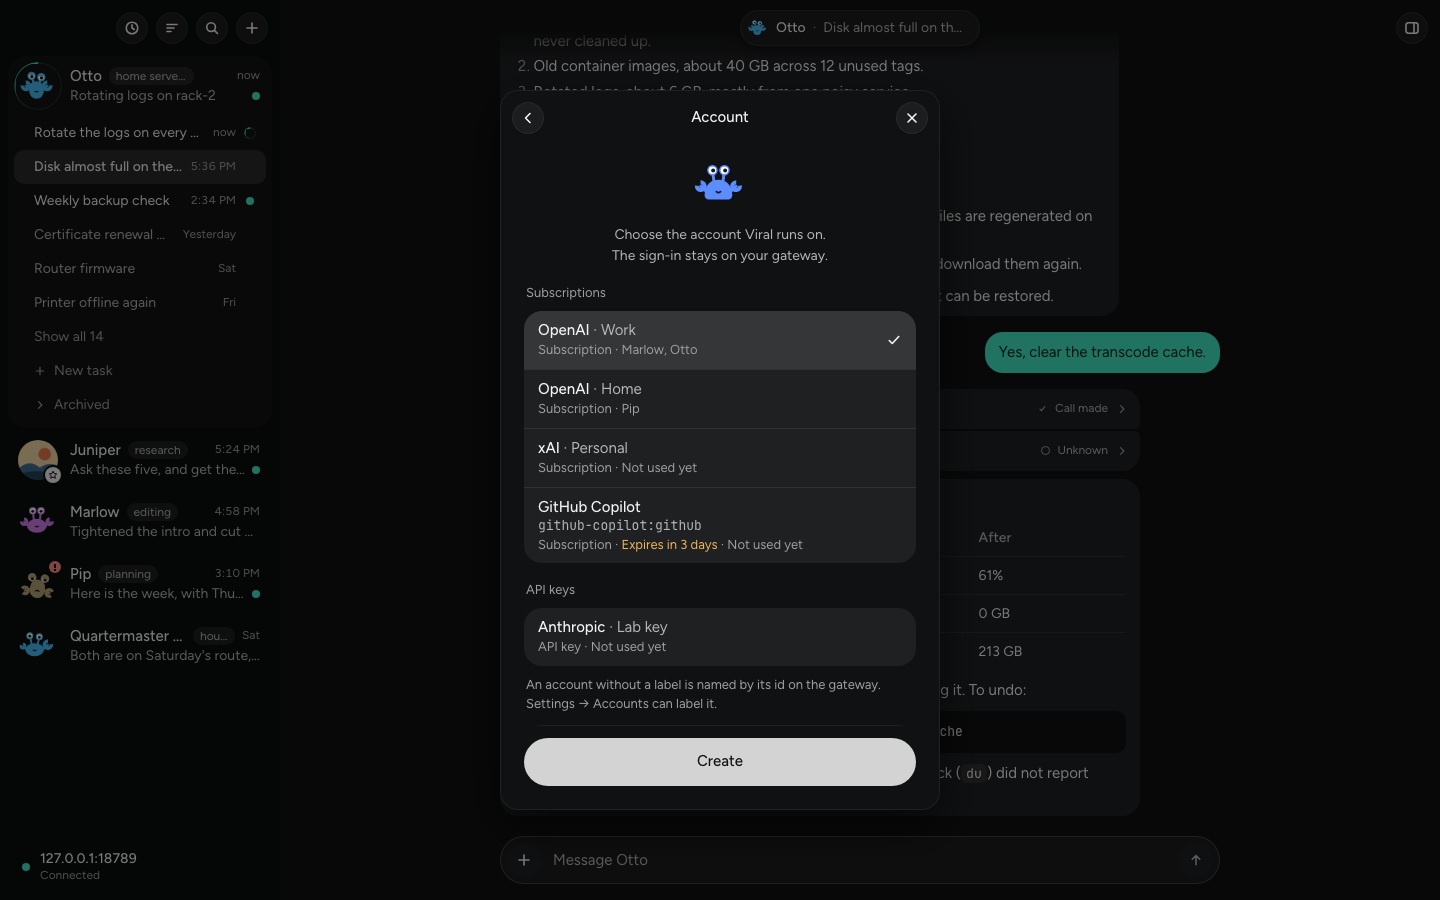 Otto home serve... now
Rotating logs on rack-2
Rotate the logs on every ... now
Disk almost full on the... 5:36 PM
Weekly backup check 2:34 PM
Certificate renewal ... Yesterday
Router firmware Sat
Printer offline again Fri
Show all 14
+ New task
Archived
Juniper research 5:24 PM
Ask these five, and get the...
Marlow editing 4:58 PM
Tightened the intro and cut ...
Pip planning 3:10 PM
Here is the week, with Thu...
Quartermaster ... hou... Sat
Both are on Saturday's route,...
127.0.0.1:18789
Connected
Otto · Disk almost full on th...
never cleaned up.
2. Old container images, about 40 GB across 12 unused tags.
Account
Choose the account Viral runs on.
The sign-in stays on your gateway.
Subscriptions
OpenAI · Work
Subscription · Marlow, Otto
OpenAI · Home
Subscription · Pip
xAI · Personal
Subscription · Not used yet
GitHub Copilot
github-copilot:github
Subscription · Expires in 3 days · Not used yet
API keys
Anthropic · Lab key
API key · Not used yet
An account without a label is named by its id on the gateway.
Settings → Accounts can label it.
Create
are regenerated on
download them again.
can be restored.
Yes, clear the transcode cache.
Call made
Unknown
After
61%
0 GB
213 GB
it. To undo:
che
( du ) did not report
Message Otto